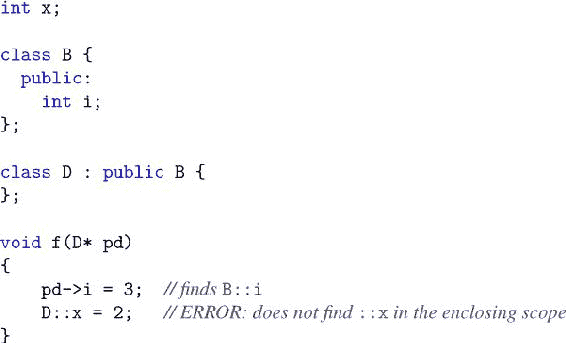 int x;
class B {
public:
int i;
};
class D : public B {
};
void f(D* pd)
{
pd->i = 3; // finds B::i
D::x = 2; // ERROR: does not find ::x in the enclosing scope
}